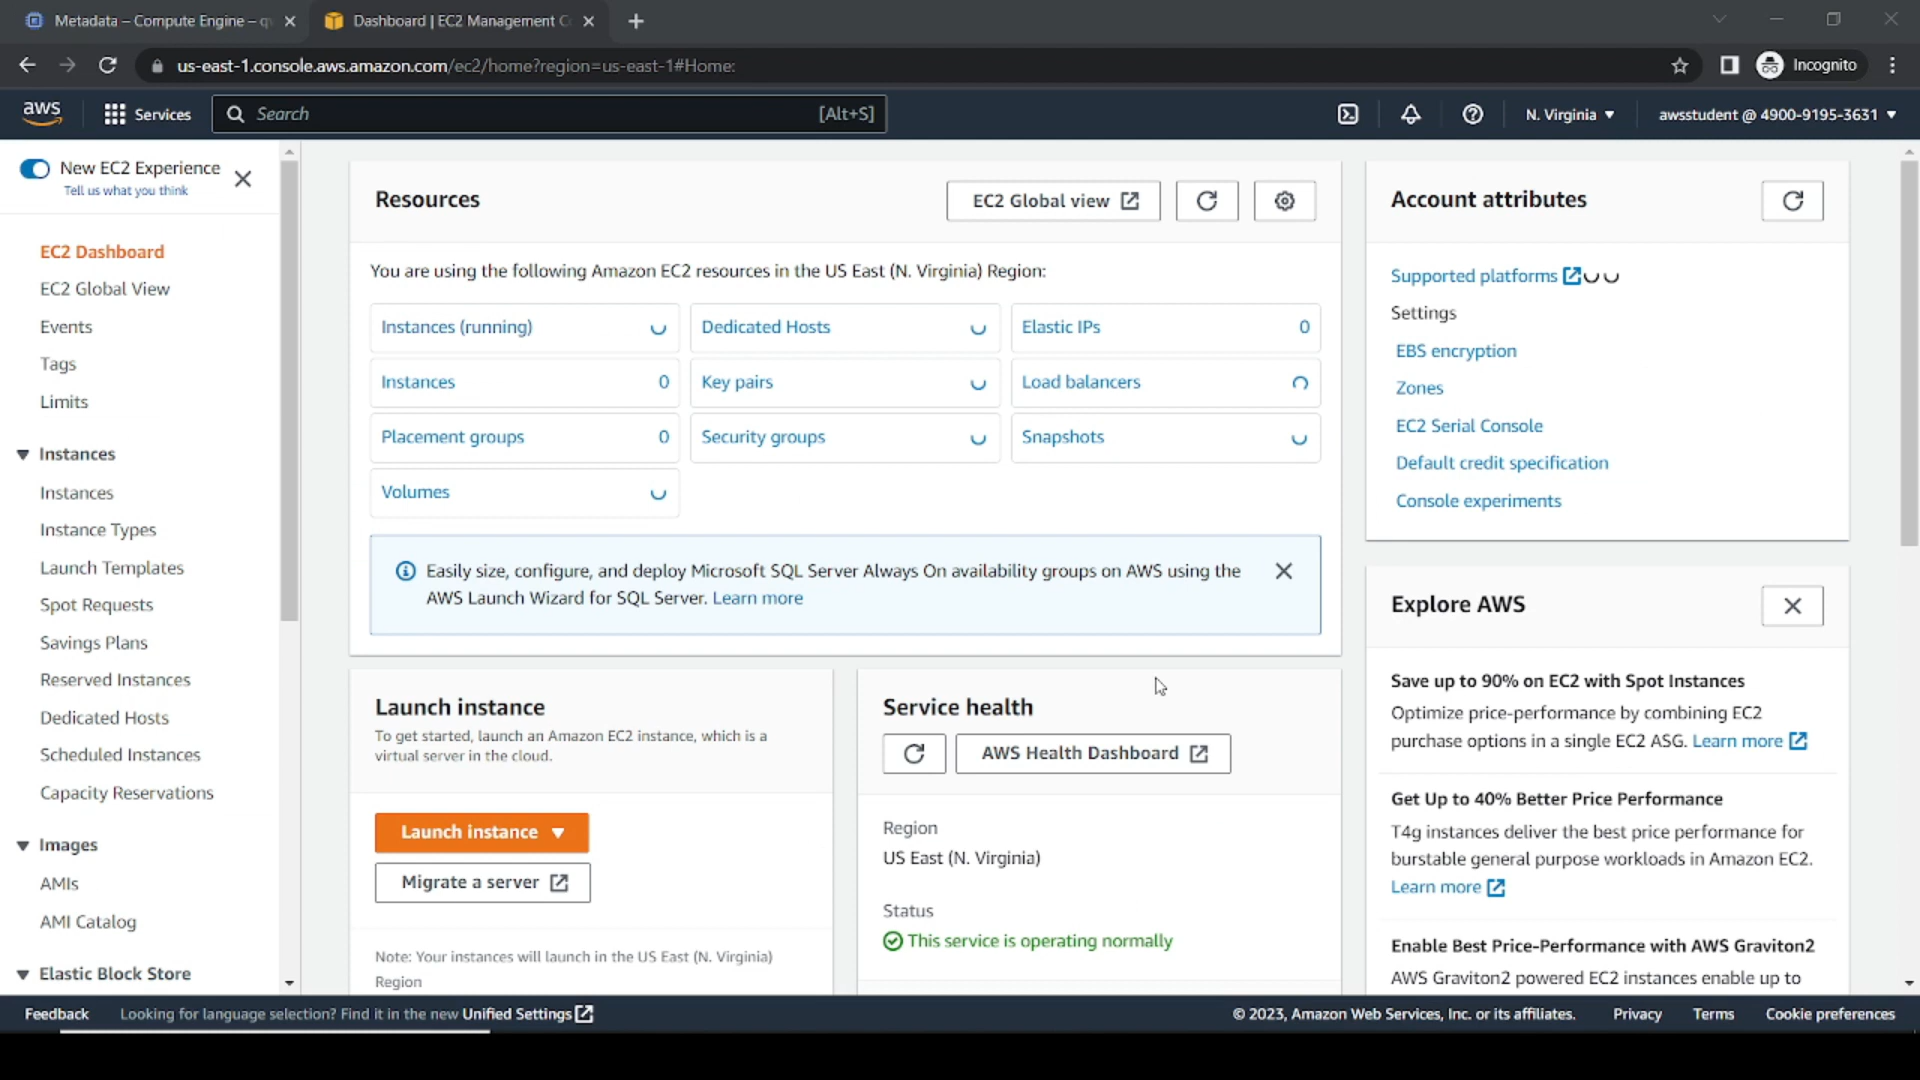 Metadata – Compute Engine – q
Dashboard | EC2 Management C
us-east-1.console.aws.amazon.com/ec2/home?region=us-east-1#Home:
Incognito
aws
Services
Search
[Alt+S]
N. Virginia
awsstudent @ 4900-9195-3631
New EC2 Experience
Tell us what you think
EC2 Dashboard
EC2 Global View
Events
Tags
Limits
Instances
Instances
Instance Types
Launch Templates
Spot Requests
Savings Plans
Reserved Instances
Dedicated Hosts
Scheduled Instances
Capacity Reservations
Images
AMIs
AMI Catalog
Elastic Block Store
Resources
EC2 Global view
You are using the following Amazon EC2 resources in the US East (N. Virginia) Region:
Instances (running)
Dedicated Hosts
Elastic IPs 0
Instances 0
Key pairs
Load balancers
Placement groups 0
Security groups
Snapshots
Volumes
Easily size, configure, and deploy Microsoft SQL Server Always On availability groups on AWS using the
AWS Launch Wizard for SQL Server. Learn more
Launch instance
To get started, launch an Amazon EC2 instance, which is a
virtual server in the cloud.
Launch instance
Migrate a server
Note: Your instances will launch in the US East (N. Virginia)
Region
Service health
AWS Health Dashboard
Region
US East (N. Virginia)
Status
This service is operating normally
Account attributes
Supported platforms
Settings
EBS encryption
Zones
EC2 Serial Console
Default credit specification
Console experiments
Explore AWS
Save up to 90% on EC2 with Spot Instances
Optimize price-performance by combining EC2
purchase options in a single EC2 ASG. Learn more
Get Up to 40% Better Price Performance
T4g instances deliver the best price performance for
burstable general purpose workloads in Amazon EC2.
Learn more
Enable Best Price-Performance with AWS Graviton2
AWS Graviton2 powered EC2 instances enable up to
Feedback
Looking for language selection? Find it in the new Unified Settings
© 2023, Amazon Web Services, Inc. or its affiliates.
Privacy
Terms
Cookie preferences